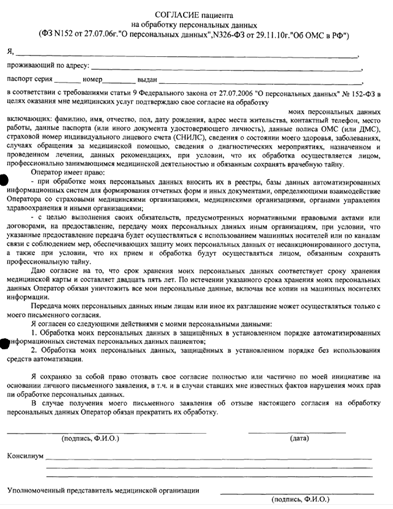 СОГЛАСИЕ пациента
на обработку персональных данных
(ФЗ N152 от 27.07.06г."О персональных данных",N326-ФЗ от 29.11.10г."Об ОМС в РФ")
Я,
проживающий по адресу:
паспорт серия номер выдан
в соответствии с требованиями статьи 9 Федерального закона от 27.07.2006 "О персональных данных" № 152-ФЗ в
целях оказания мне медицинских услуг подтверждаю свое согласие на обработку
моих персональных данных
включающих: фамилию, имя, отчество, пол, дату рождения, адрес места жительства, контактный телефон, место
работы, данные паспорта (или иного документа удостоверяющего личность), данные полиса ОМС (или ДМС),
страховой номер индивидуального лицевого счета (СНИЛС), сведения о состоянии моего здоровья, заболеваниях,
случаях обращения за медицинской помощью, сведения о диагностических мероприятиях, назначенном и
проведенном лечении, данных рекомендациях, при условии, что их обработка осуществляется лицом,
профессионально занимающимся медицинской деятельностью и обязанным сохранять врачебную тайну.
Оператор имеет право:
- при обработке моих персональных данных вносить их в реестры, базы данных автоматизированных
информационных систем для формирования отчетных форм и иных документов, определяющими взаимодействие
Оператора со страховыми медицинскими организациями, медицинскими организациями, органами управления
здравоохранения и иными организациями;
- с целью выполнения своих обязательств, предусмотренных нормативными правовыми актами или
договорами, на предоставление, передачу моих персональных данных иным организациям, при условии, что
указанные предоставление передача будет осуществляться с использованием машинных носителей или по каналам
связи с соблюдением мер, обеспечивающих защиту моих персональных данных от несанкционированного доступа,
а также при условии, что их прием и обработка будут осуществляться лицом, обязанным сохранять
профессиональную тайну.
Даю согласие на то, что срок хранения моих персональных данных соответствует сроку хранения
медицинской карты и составляет двадцать пять лет. По истечении указанного срока хранения моих персональных
данных Оператор обязан уничтожить все мои персональные данные, включая все копии на машинных носителях
информации.
Передача моих персональных данных иным лицам или иное их разглашение может осуществляться только с
моего письменного согласия.
Я согласен со следующими действиями с моими персональными данными:
1. Обработка моих персональных данных в защищённых в установленном порядке автоматизированных
информационных системах персональных данных пациентов;
2. Обработка моих персональных данных, защищённых в установленном порядке без использования
средств автоматизации.
Я сохраняю за собой право отозвать свое согласие полностью или частично по моей инициативе на
основании личного письменного заявления, в т.ч. и в случаи ставших мне известных фактов нарушения моих прав
при обработке персональных данных.
В случае получения моего письменного заявления об отзыве настоящего согласия на обработку
персональных данных Оператор обязан прекратить их обработку.
(подпись, Ф.И.О.) (дата)
Консилиум
Уполномоченный представитель медицинской организации
(подпись, Ф.И.О.)